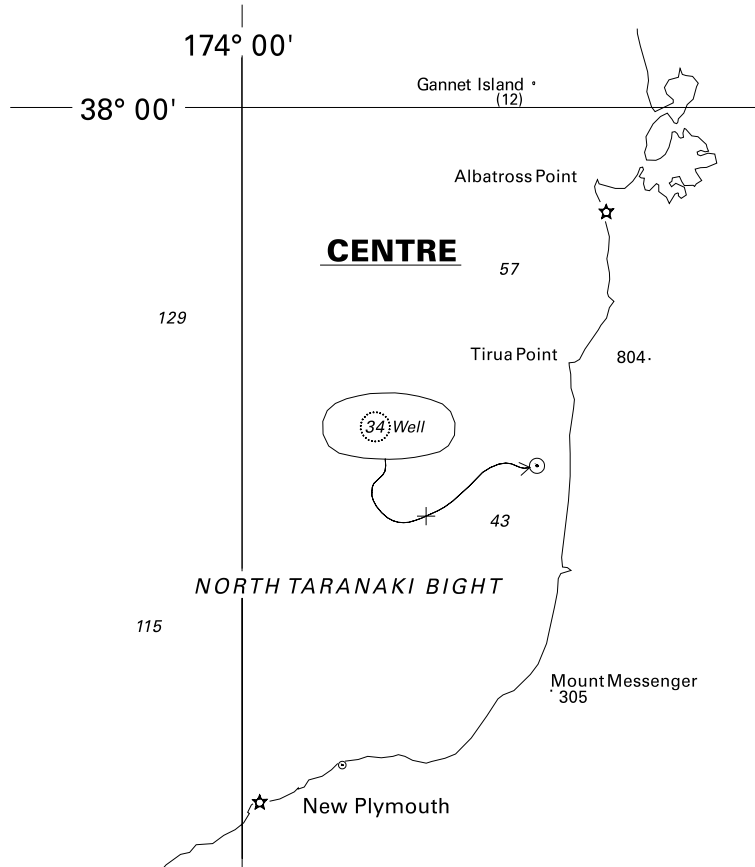 174° 00'
Gannet Island
(12)
38° 00'
Albatross Point
CENTRE
57
129
Tirua Point
804
34 Well
43
NORTH TARANAKI BIGHT
115
Mount Messenger
305
New Plymouth